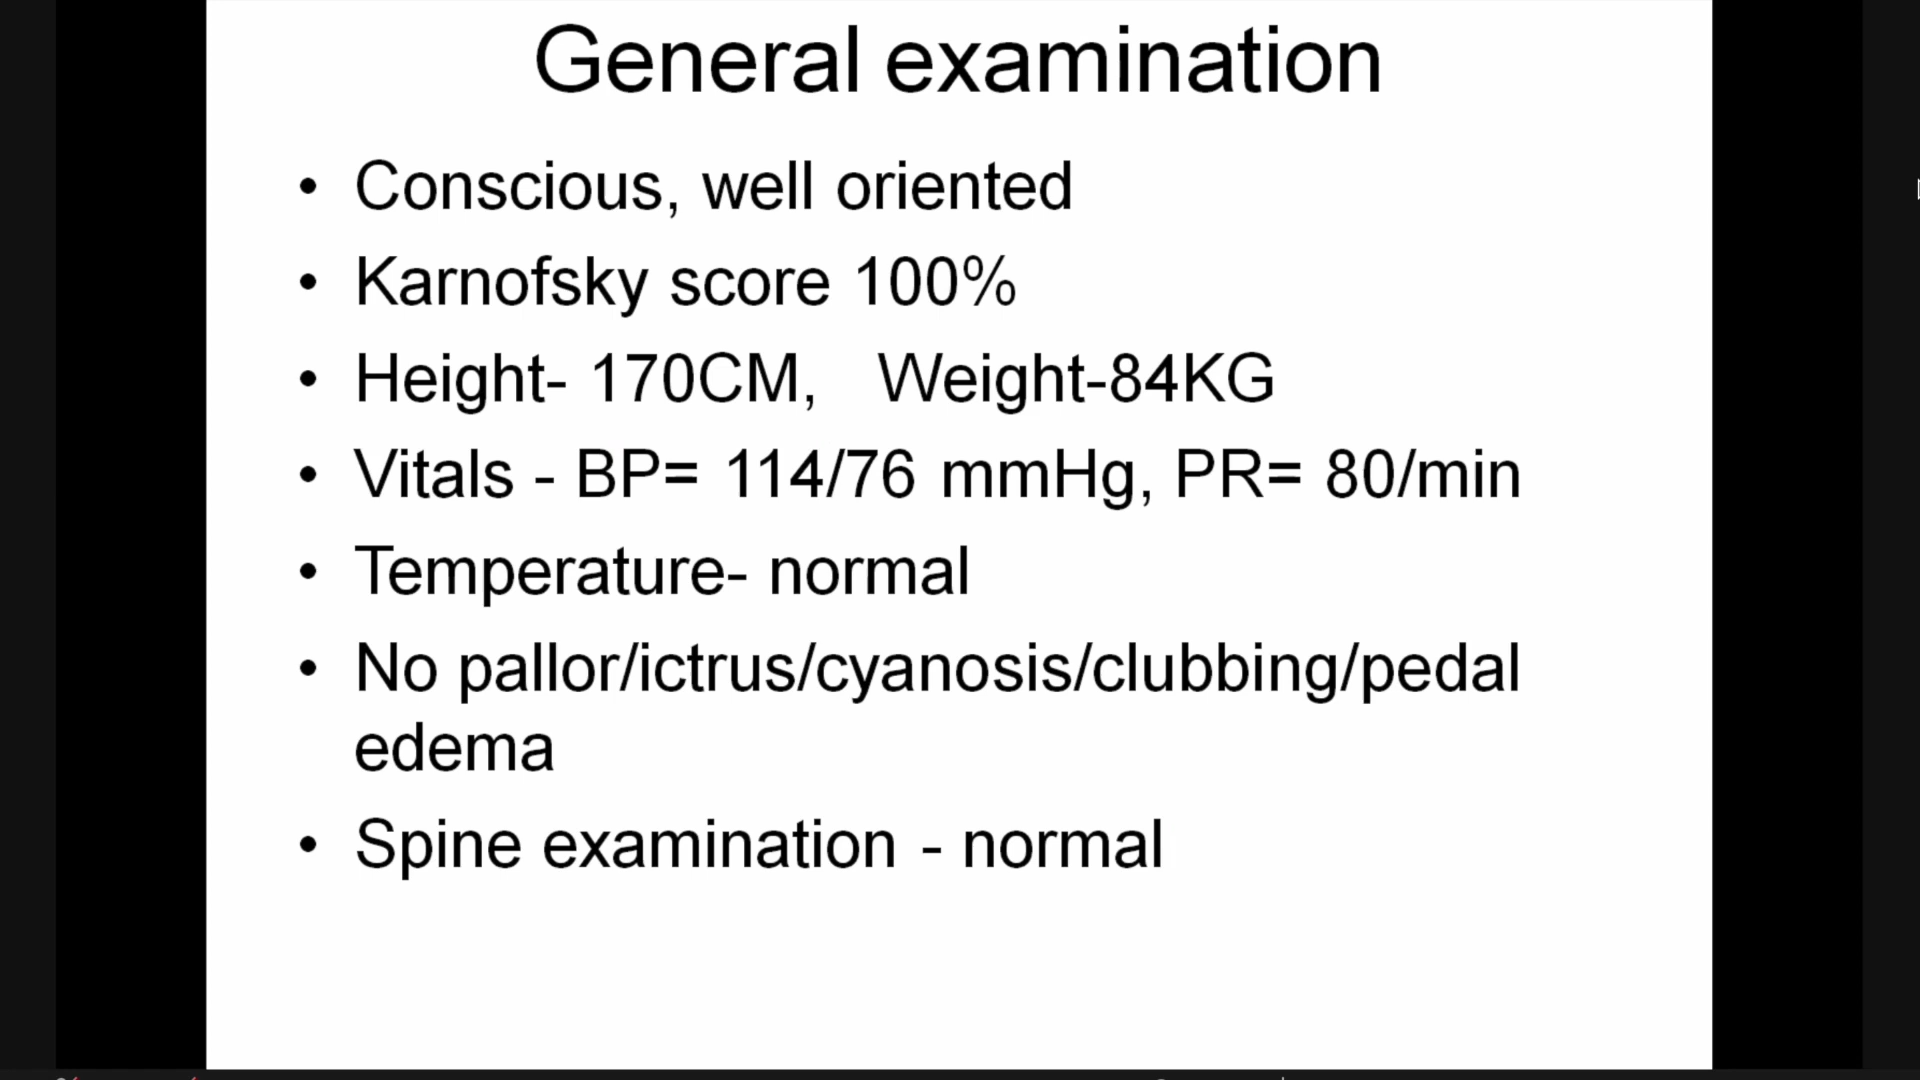 General examination
• Conscious, well oriented
• Karnofsky score 100%
• Height- 170CM, Weight-84KG
• Vitals - BP= 114/76 mmHg, PR= 80/min
• Temperature- normal
• No pallor/ictrus/cyanosis/clubbing/pedal
edema
• Spine examination - normal